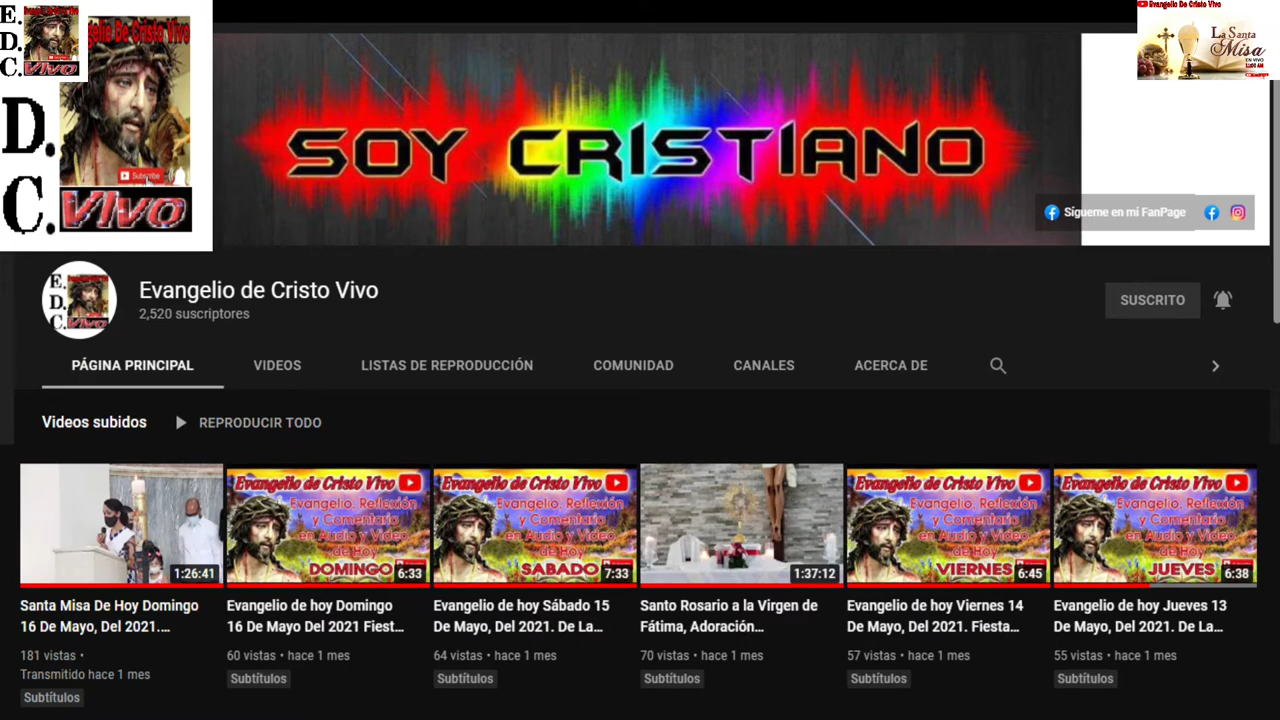 E.
D.
C.
Vivo
Evangelio De Cristo Vivo
D.
C.
Subscribe
Vivo
SOY CRISTIANO
Evangelio De Cristo Vivo
La Santa
Misa
EN VIVO
Sígueme en mi FanPage
E.
D.
C.
Vivo
Evangelio de Cristo Vivo
2,520 suscriptores
SUSCRITO
PÁGINA PRINCIPAL VIDEOS LISTAS DE REPRODUCCIÓN COMUNIDAD CANALES ACERCA DE
Videos subidos REPRODUCIR TODO
1:26:41
Evangelio de Cristo Vivo
Evangelio, Reflexión
y Comentario
en Audio y Video
de Hoy
DOMINGO 6:33
Evangelio de Cristo Vivo
Evangelio, Reflexión
y Comentario
en Audio y Video
de Hoy
SABADO 7:33
1:37:12
Evangelio de Cristo Vivo
Evangelio, Reflexión
y Comentario
en Audio y Video
de Hoy
VIERNES 6:45
Evangelio de Cristo Vivo
Evangelio, Reflexión
y Comentario
en Audio y Video
de Hoy
JUEVES 6:38
Santa Misa De Hoy Domingo
16 De Mayo, Del 2021....
181 vistas •
Transmitido hace 1 mes
Subtítulos
Evangelio de hoy Domingo
16 De Mayo Del 2021 Fiest...
60 vistas • hace 1 mes
Subtítulos
Evangelio de hoy Sábado 15
De Mayo, Del 2021. De La...
64 vistas • hace 1 mes
Subtítulos
Santo Rosario a la Virgen de
Fátima, Adoración...
70 vistas • hace 1 mes
Subtítulos
Evangelio de hoy Viernes 14
De Mayo, Del 2021. Fiesta...
57 vistas • hace 1 mes
Subtítulos
Evangelio de hoy Jueves 13
De Mayo, Del 2021. De La...
55 vistas • hace 1 mes
Subtítulos